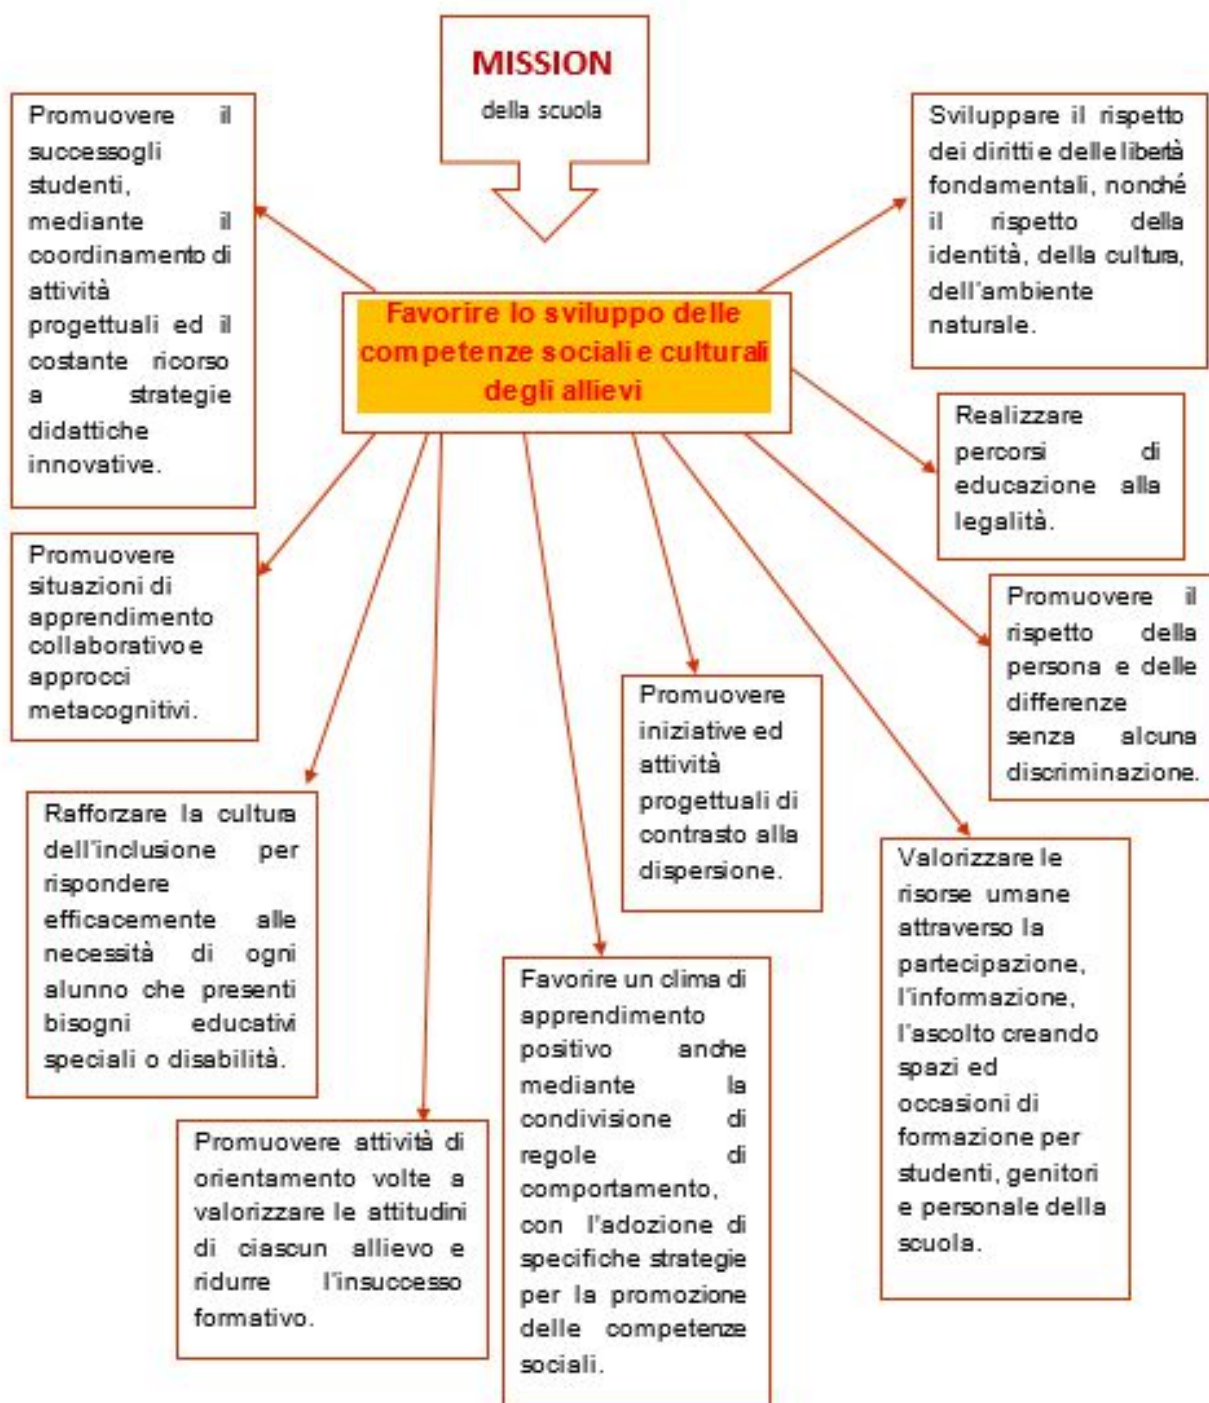 MISSION
della scuola
Promuovere il
successogli
studenti,
mediante il
coordinamento di
attività
progettuali ed il
costante ricorso
a strategie
didattiche
innovative.
Sviluppare il rispetto
dei diritti e delle libertà
fondamentali, nonché
il rispetto della
identità, della cultura,
dell'ambiente
naturale.
Favorire lo sviluppo delle
competenze sociali e culturali
degli allievi
Realizzare
percorsi di
educazione alla
legalità.
Promuovere
situazioni di
apprendimento
collaborativo e
approcci
metacognitivi.
Promuovere il
rispetto della
persona e delle
differenze
senza alcuna
discriminazione.
Promuovere
iniziative ed
attività
progettuali di
contrasto alla
dispersione.
Rafforzare la cultura
dell'inclusione per
rispondere
efficacemente alle
necessità di ogni
alunno che presenti
bisogni educativi
speciali o disabilità.
Valorizzare le
risorse umane
attraverso la
partecipazione,
l'informazione,
l'ascolto creando
spazi ed
occasioni di
formazione per
studenti, genitori
e personale della
scuola.
Favorire un clima di
apprendimento
positivo anche
mediante la
condivisione di
regole di
comportamento,
con l'adozione di
specifiche strategie
per la promozione
delle competenze
sociali.
Promuovere attività di
orientamento volte a
valorizzare le attitudini
di ciascun allievo e
ridurre l'insuccesso
formativo.